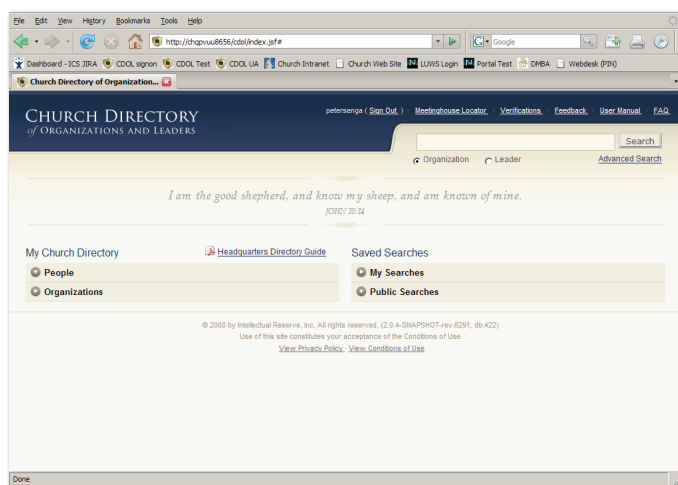 File Edit View History Bookmarks Tools Help
http://chqpvuu8656/cdol/index.jsf#
Google
Dashboard - ICS JIRA CDOL signon CDOL Test CDOL UA Church Intranet Church Web Site LUWS Login Portal Test DMBA Webdesk (PIN)
Church Directory of Organization...
petersenga ( Sign Out ) · Meetinghouse Locator · Verifications · Feedback · User Manual · FAQ
CHURCH DIRECTORY
of ORGANIZATIONS AND LEADERS
Search
Organization Leader Advanced Search
I am the good shepherd, and know my sheep, and am known of mine.
JOHN 10:14
My Church Directory Headquarters Directory Guide Saved Searches
People My Searches
Organizations Public Searches
© 2008 by Intellectual Reserve, Inc. All rights reserved. (2.0.4-SNAPSHOT-rev.6291, db:422)
Use of this site constitutes your acceptance of the Conditions of Use.
View Privacy Policy · View Conditions of Use
Done